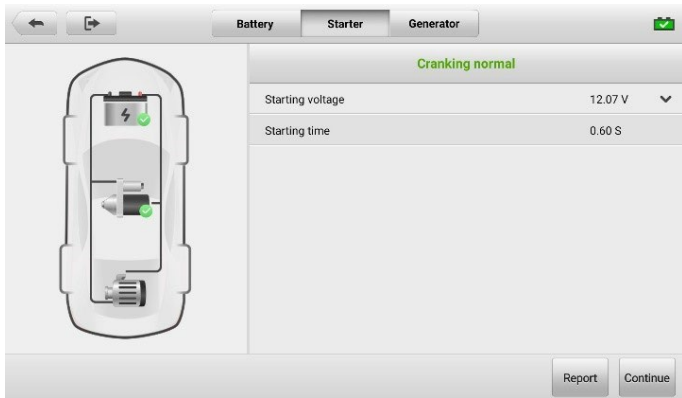 Battery Starter Generator
Cranking normal
Starting voltage 12.07 V
Starting time 0.60 S
Report Continue